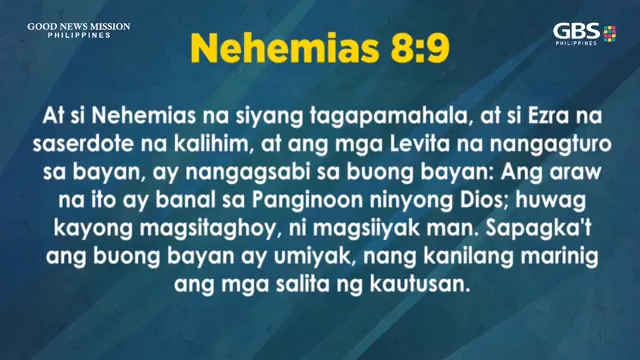 GOOD NEWS MISSION
PHILIPPINES
GBS
PHILIPPINES
Nehemias 8:9
At si Nehemias na siyang tagapamahala, at si Ezra na
saserdote na kalihim, at ang mga Levita na nangagturo
sa bayan, ay nangagsabi sa buong bayan: Ang araw
na ito ay banal sa Panginoon ninyong Dios; huwag
kayong magsitaghoy, ni magsiiyak man. Sapagka't
ang buong bayan ay umiyak, nang kanilang marinig
ang mga salita ng kautusan.